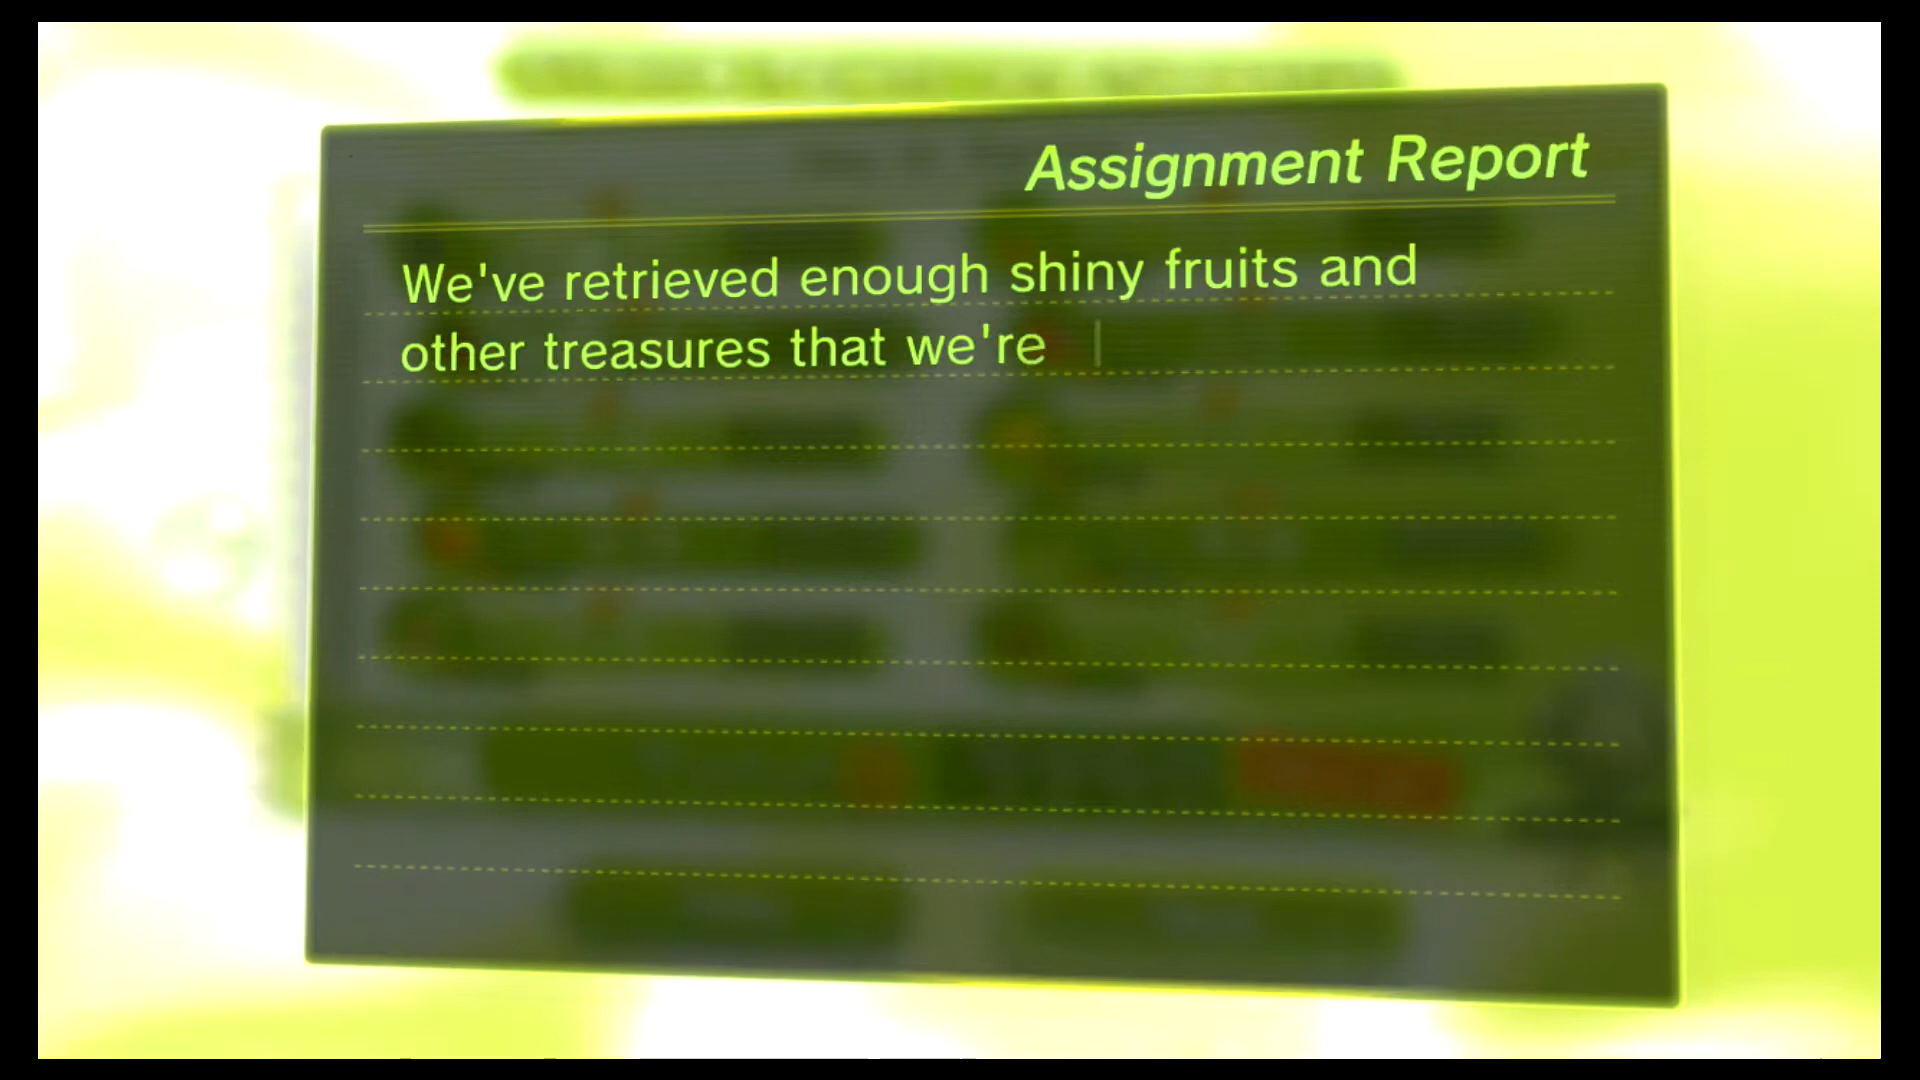 Assignment Report
We've retrieved enough shiny fruits and
other treasures that we're